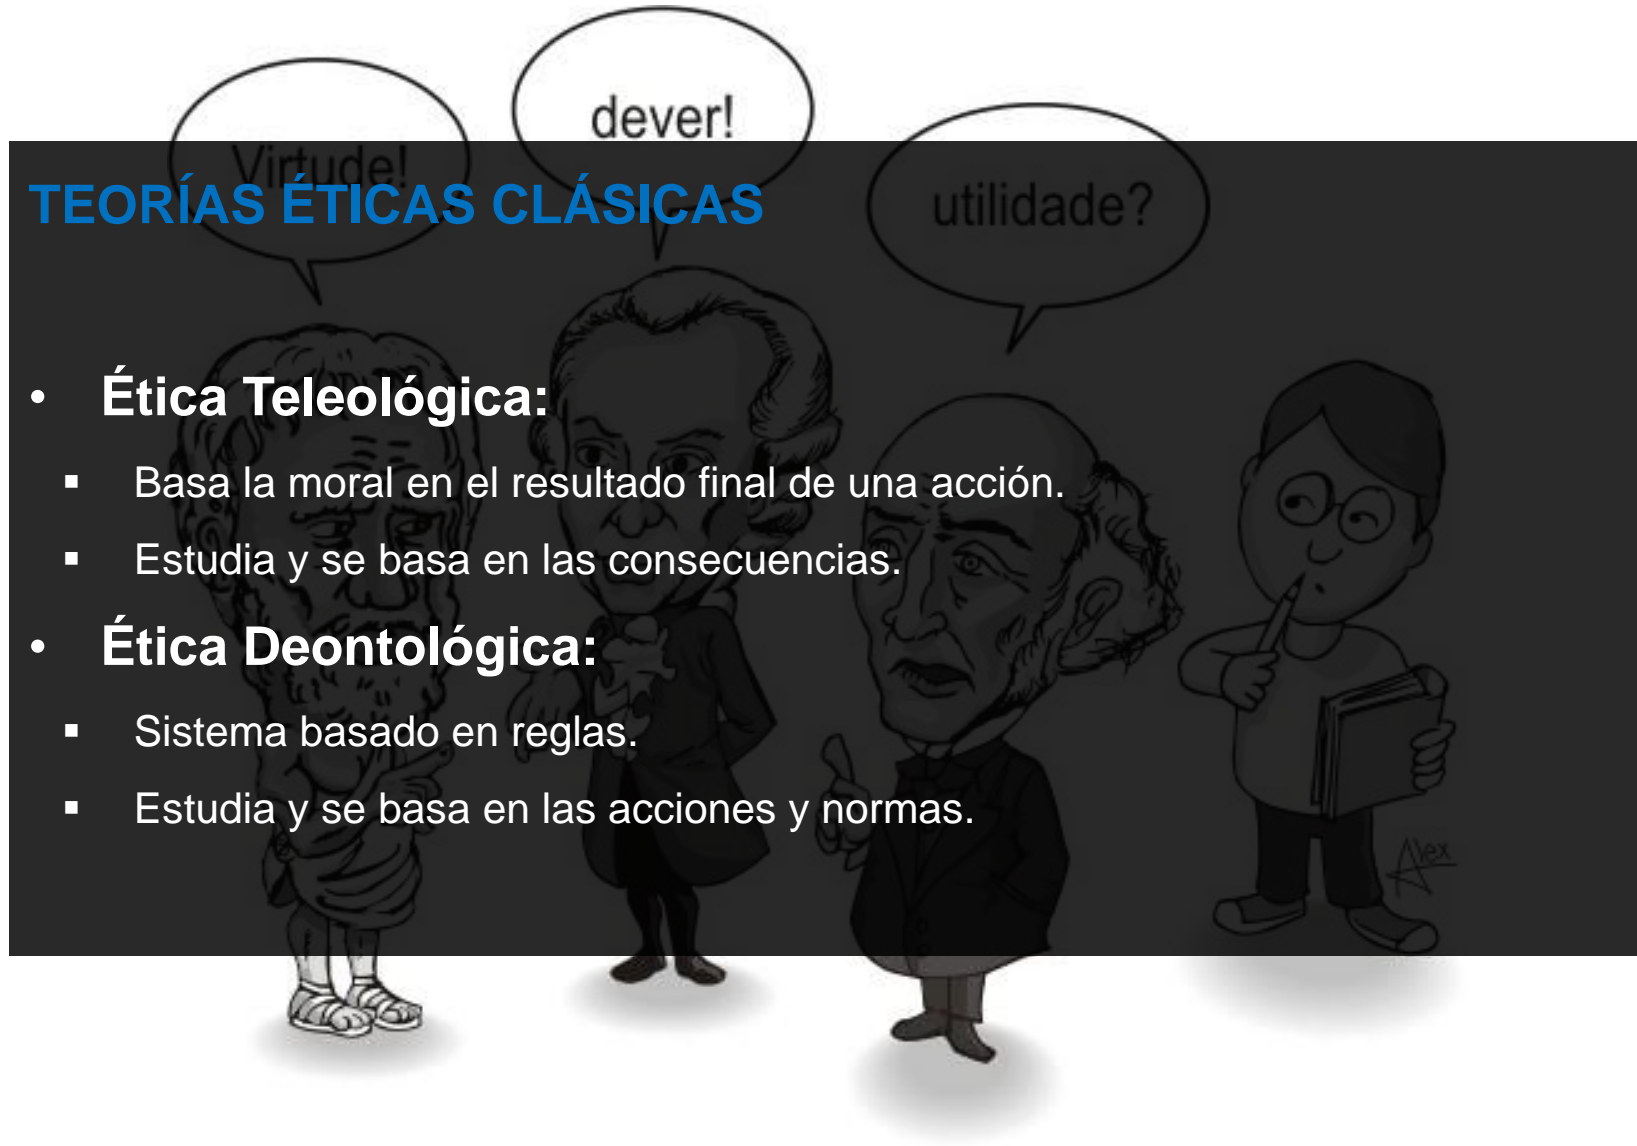 dever!
Virtude!
utilidade?
TEORÍAS ÉTICAS CLÁSICAS
• Ética Teleológica:
▪ Basa la moral en el resultado final de una acción.
▪ Estudia y se basa en las consecuencias.
• Ética Deontológica:
▪ Sistema basado en reglas.
▪ Estudia y se basa en las acciones y normas.
Alex